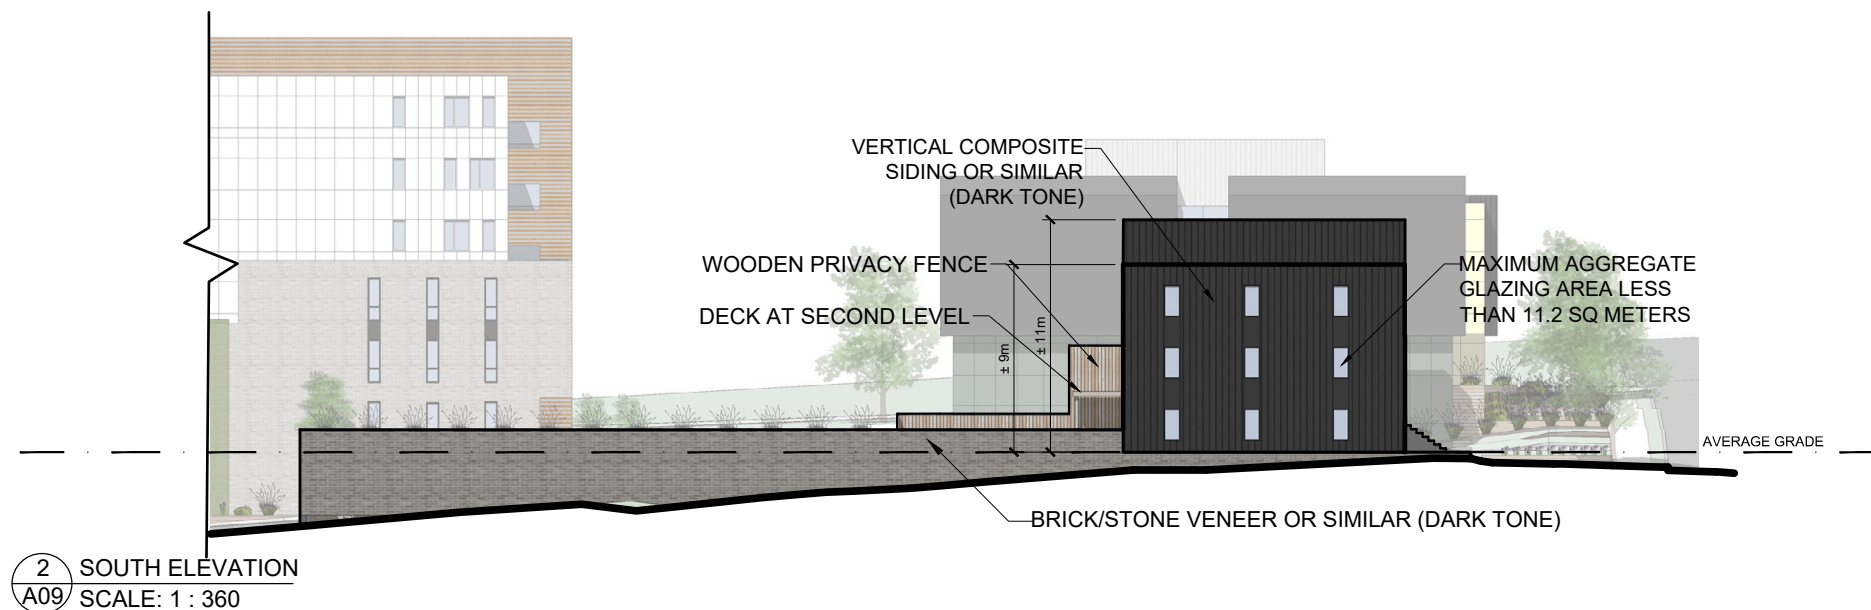 VERTICAL COMPOSITE
SIDING OR SIMILAR
(DARK TONE)
WOODEN PRIVACY FENCE
DECK AT SECOND LEVEL
± 9m
± 11m
MAXIMUM AGGREGATE
GLAZING AREA LESS
THAN 11.2 SQ METERS
AVERAGE GRADE
BRICK/STONE VENEER OR SIMILAR (DARK TONE)
2 SOUTH ELEVATION
A09 SCALE: 1 : 360